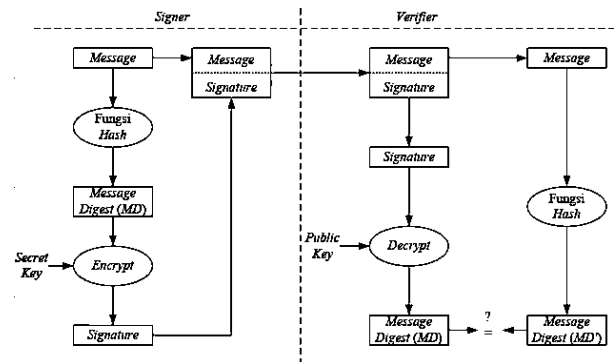 Signer
Verifier
Message
Message
Signature
Message
Signature
Message
Fungsi
Hash
Signature
Message
Digest (MD)
Fungsi
Hash
Secret
Key
Encrypt
Public
Key
Decrypt
Signature
Message
Digest (MD)
?
=
Message
Digest (MD')